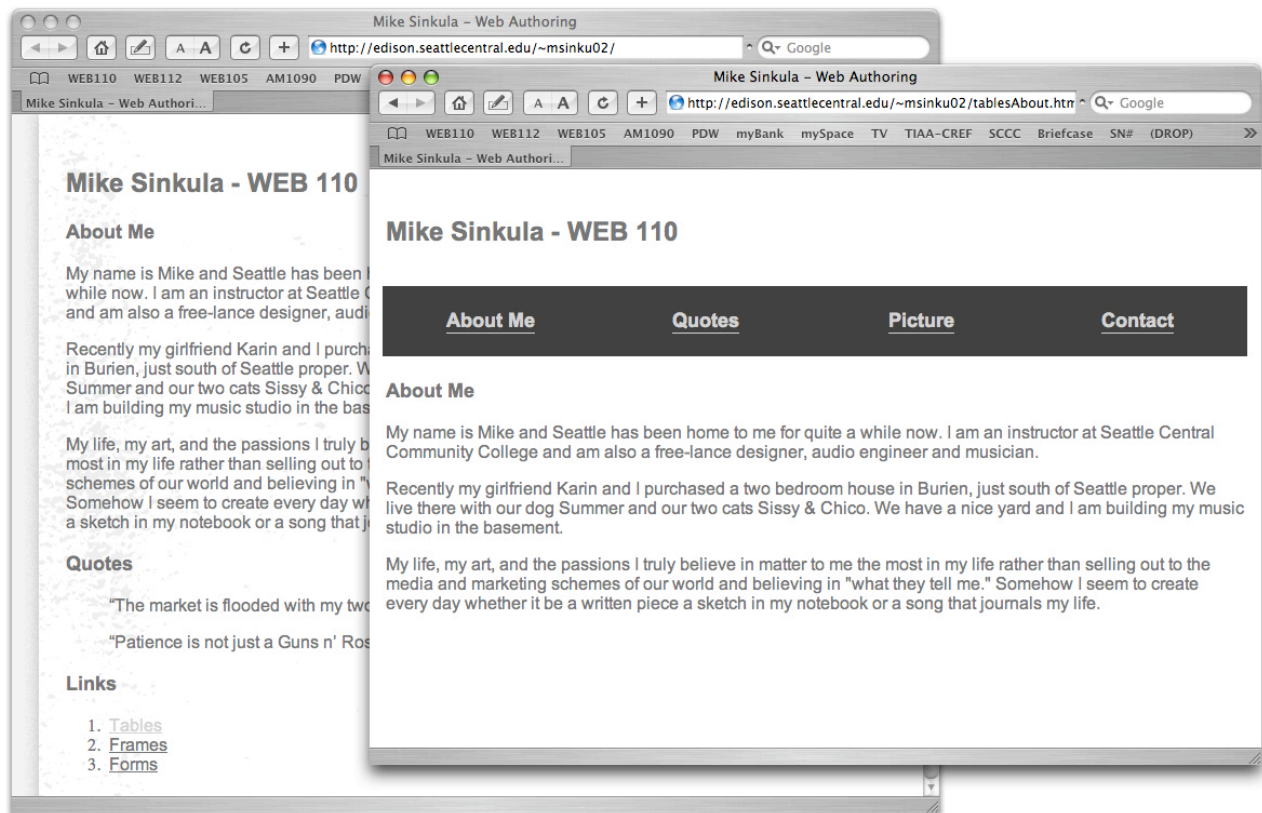 Mike Sinkula – Web Authoring
A A
http://edison.seattlecentral.edu/~msinku02/
Google
WEB110 WEB112 WEB105 AM1090 PDW
Mike Sinkula – Web Authori...
Mike Sinkula - WEB 110
About Me
My name is Mike and Seattle has been
while now. I am an instructor at Seattle
and am also a free-lance designer, audi
Recently my girlfriend Karin and I purch
in Burien, just south of Seattle proper. W
Summer and our two cats Sissy & Chico
I am building my music studio in the bas
My life, my art, and the passions I truly b
most in my life rather than selling out to
schemes of our world and believing in "
Somehow I seem to create every day wh
a sketch in my notebook or a song that j
Quotes
“The market is flooded with my two
“Patience is not just a Guns n’ Ros
Links
1. Tables
2. Frames
3. Forms
Mike Sinkula – Web Authoring
A A
http://edison.seattlecentral.edu/~msinku02/tablesAbout.htm
Google
WEB110 WEB112 WEB105 AM1090 PDW myBank mySpace TV TIAA-CREF SCCC Briefcase SN# (DROP) »
Mike Sinkula – Web Authori...
Mike Sinkula - WEB 110
About Me Quotes Picture Contact
About Me
My name is Mike and Seattle has been home to me for quite a while now. I am an instructor at Seattle Central
Community College and am also a free-lance designer, audio engineer and musician.
Recently my girlfriend Karin and I purchased a two bedroom house in Burien, just south of Seattle proper. We
live there with our dog Summer and our two cats Sissy & Chico. We have a nice yard and I am building my music
studio in the basement.
My life, my art, and the passions I truly believe in matter to me the most in my life rather than selling out to the
media and marketing schemes of our world and believing in "what they tell me." Somehow I seem to create
every day whether it be a written piece a sketch in my notebook or a song that journals my life.